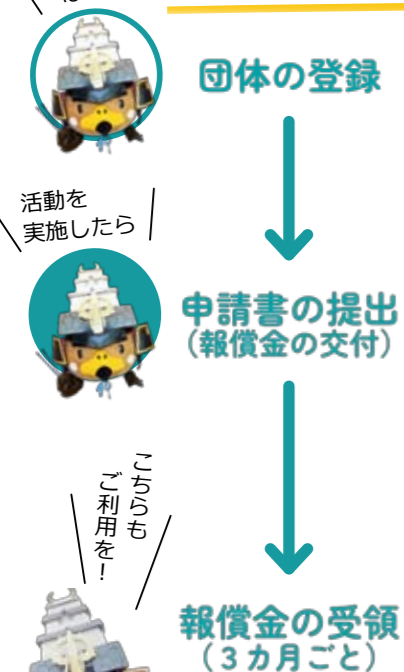 団体の登録
活動を
実施したら
申請書の提出
(報償金の交付)
こちらも
ご利用を!
報償金の受領
(3カ月ごと)